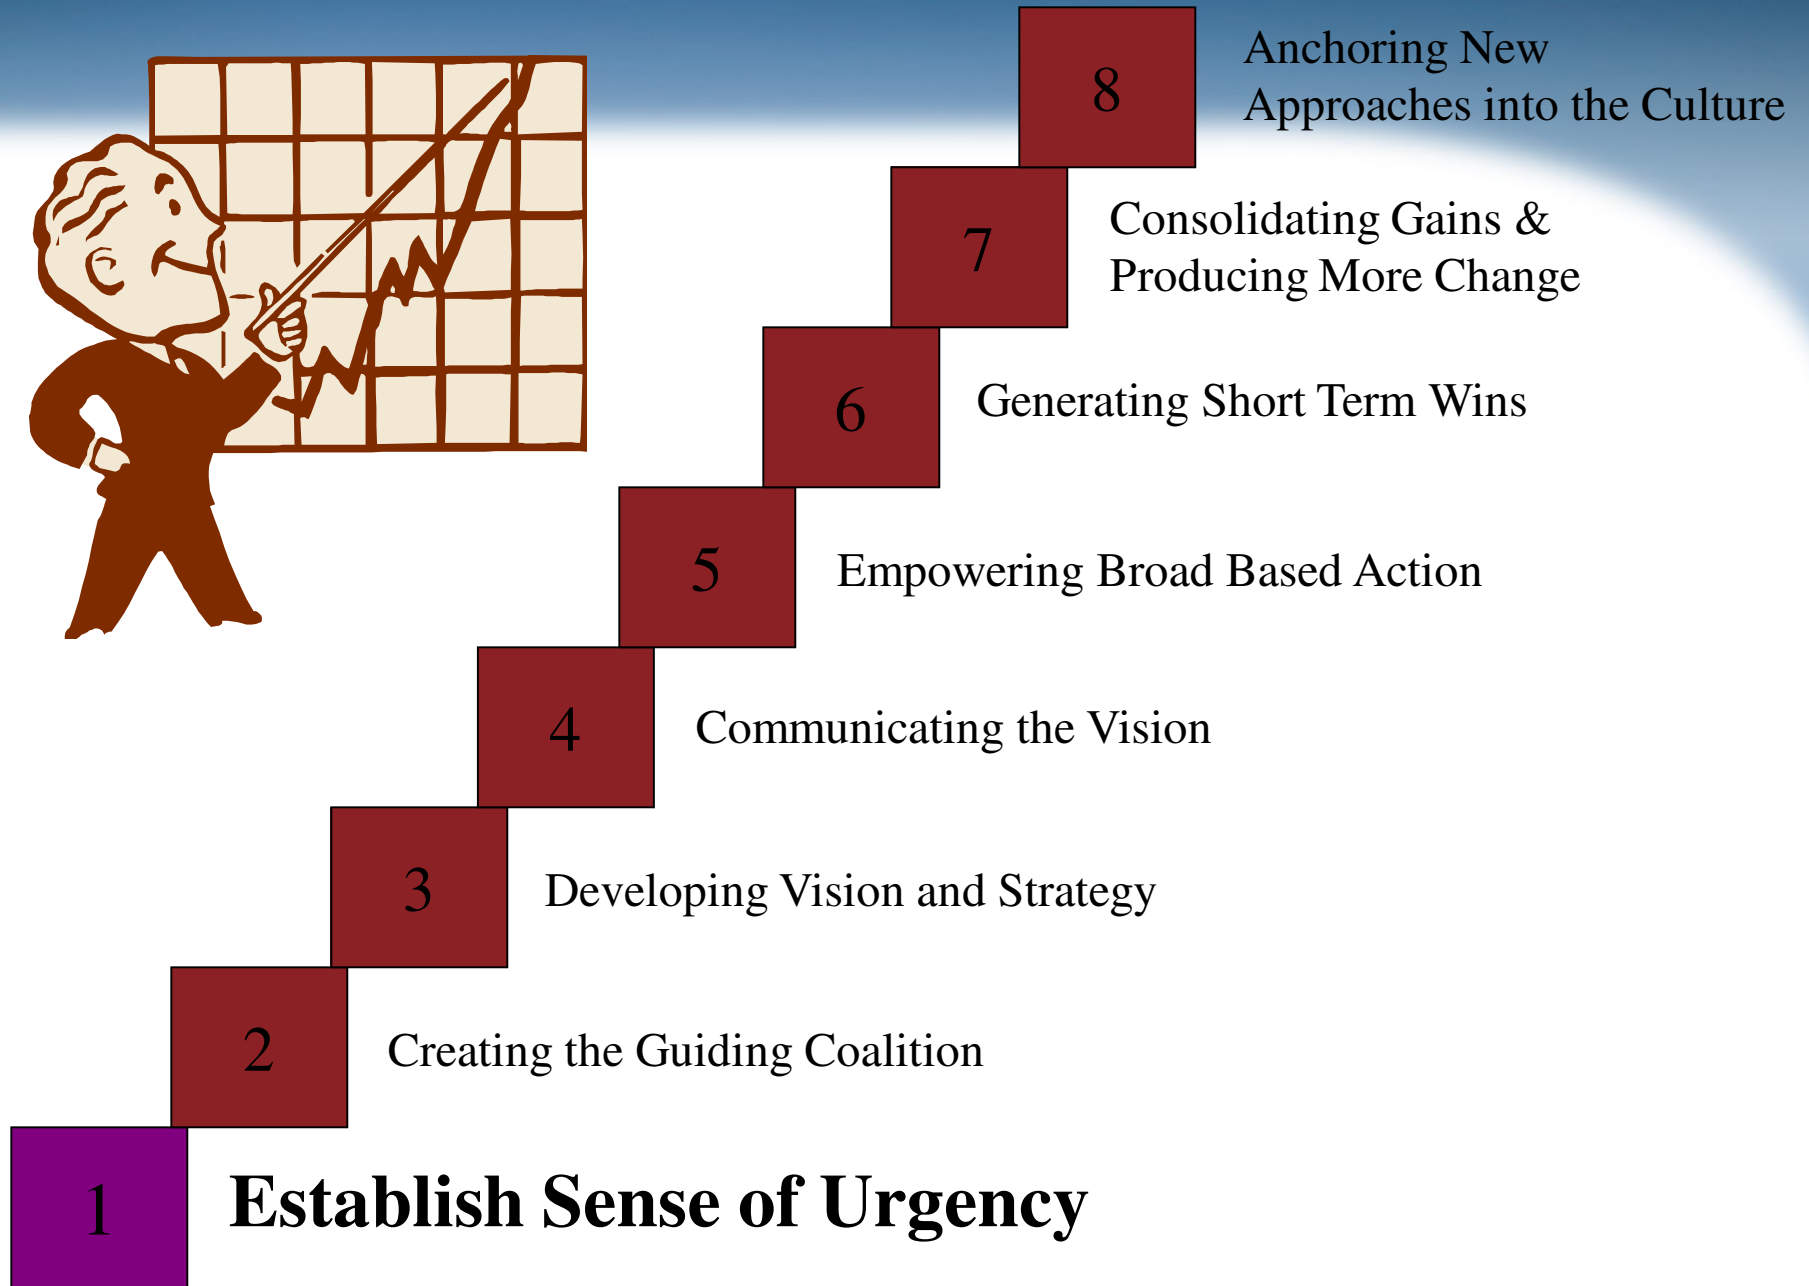 8
Anchoring New
Approaches into the Culture
7
Consolidating Gains &
Producing More Change
6
Generating Short Term Wins
5
Empowering Broad Based Action
4
Communicating the Vision
3
Developing Vision and Strategy
2
Creating the Guiding Coalition
1
Establish Sense of Urgency